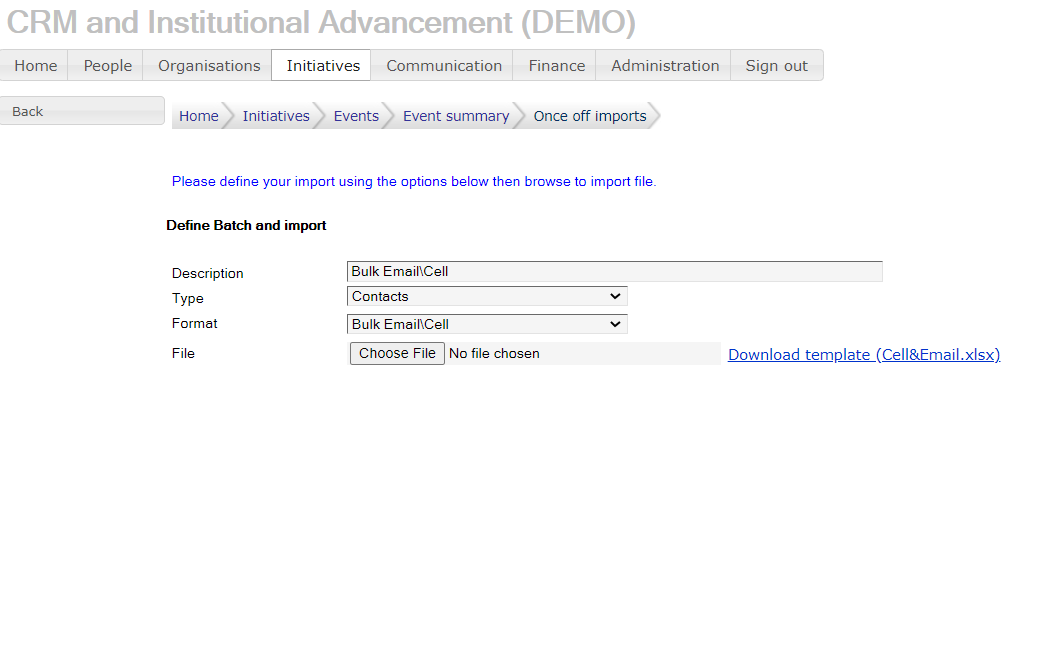 CRM and Institutional Advancement (DEMO)
Home People Organisations Initiatives Communication Finance Administration Sign out
Back
Home Initiatives Events Event summary Once off imports
Please define your import using the options below then browse to import file.
Define Batch and import
Description Bulk Email\Cell
Type Contacts
Format Bulk Email\Cell
File Choose File No file chosen Download template (Cell&Email.xlsx)